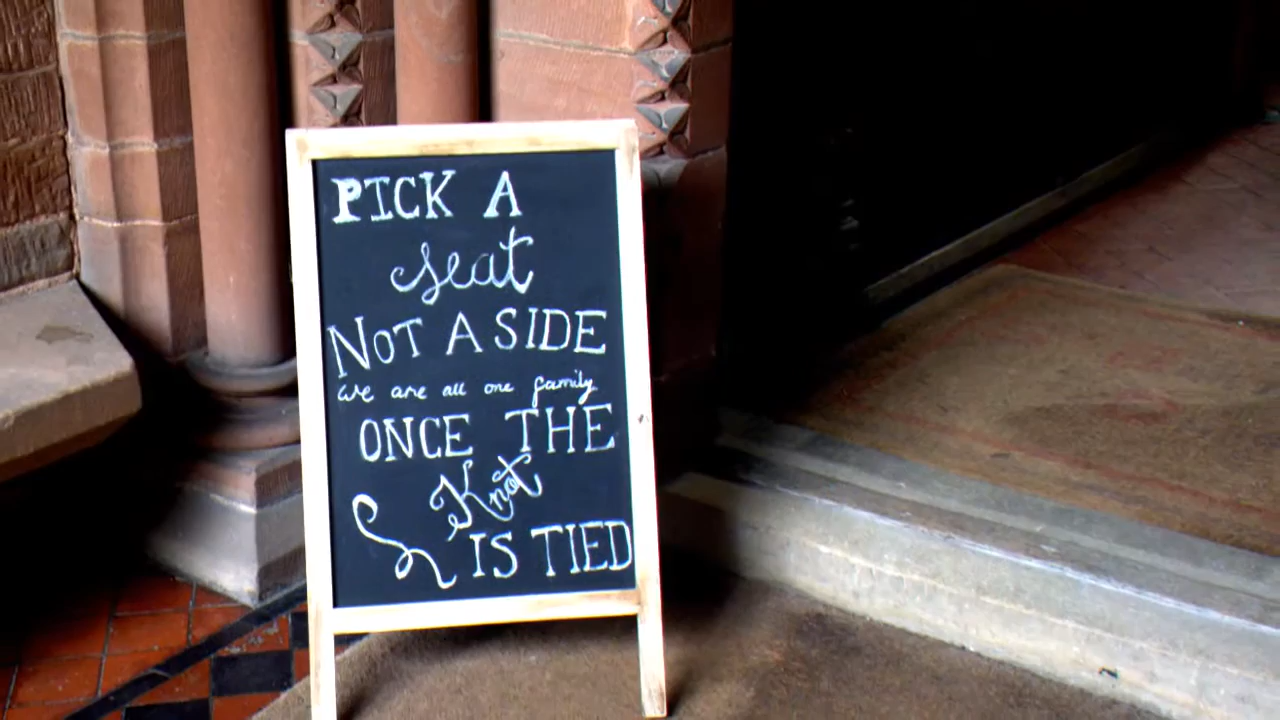 PICK A
seat
NOT A SIDE
we are all one family
ONCE THE
Knot
IS TIED